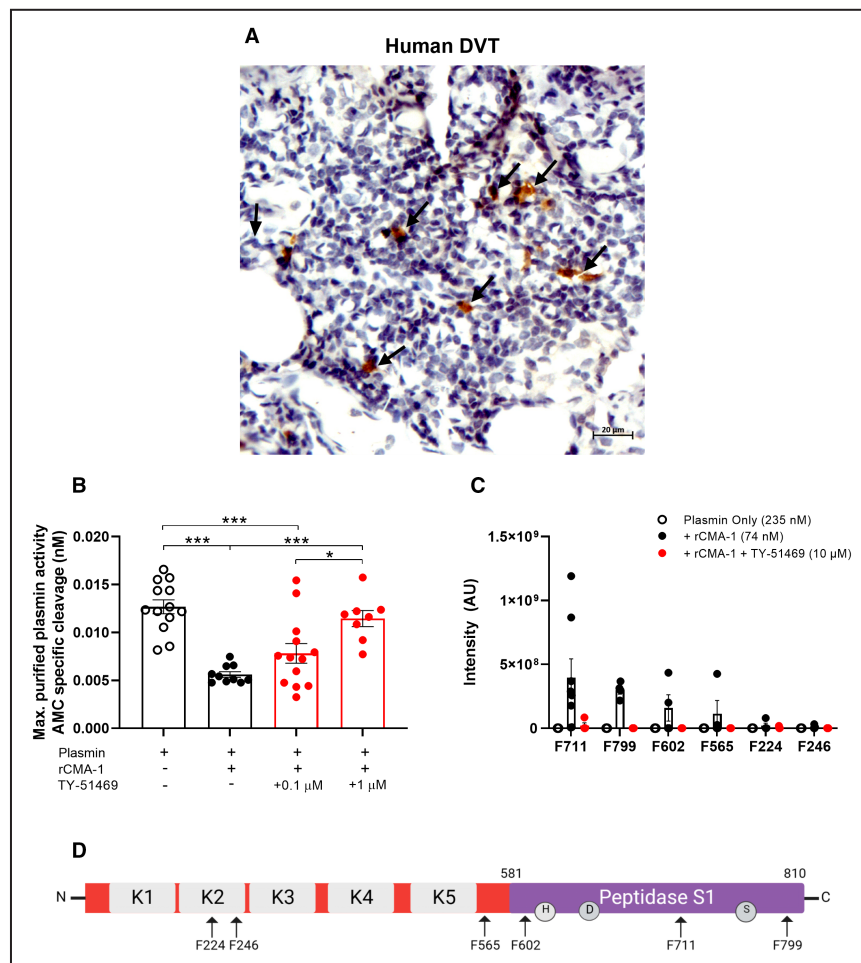 A
Human DVT
20 µm
B
Max. purified plasmin activity
AMC specific cleavage (nM)
0.020
0.015
0.010
0.005
0.000
***
*** ***
*
Plasmin + + + +
rCMA-1 - + + +
TY-51469 - - +0.1 µM +1 µM
C
Plasmin Only (235 nM)
+ rCMA-1 (74 nM)
+ rCMA-1 + TY-51469 (10 µM)
Intensity (AU)
1.5×10⁹
1×10⁹
5×10⁸
0
F711 F799 F602 F565 F224 F246
D
581 810
N K1 K2 K3 K4 K5 Peptidase S1 C
H D S
F224 F246 F565 F602 F711 F799